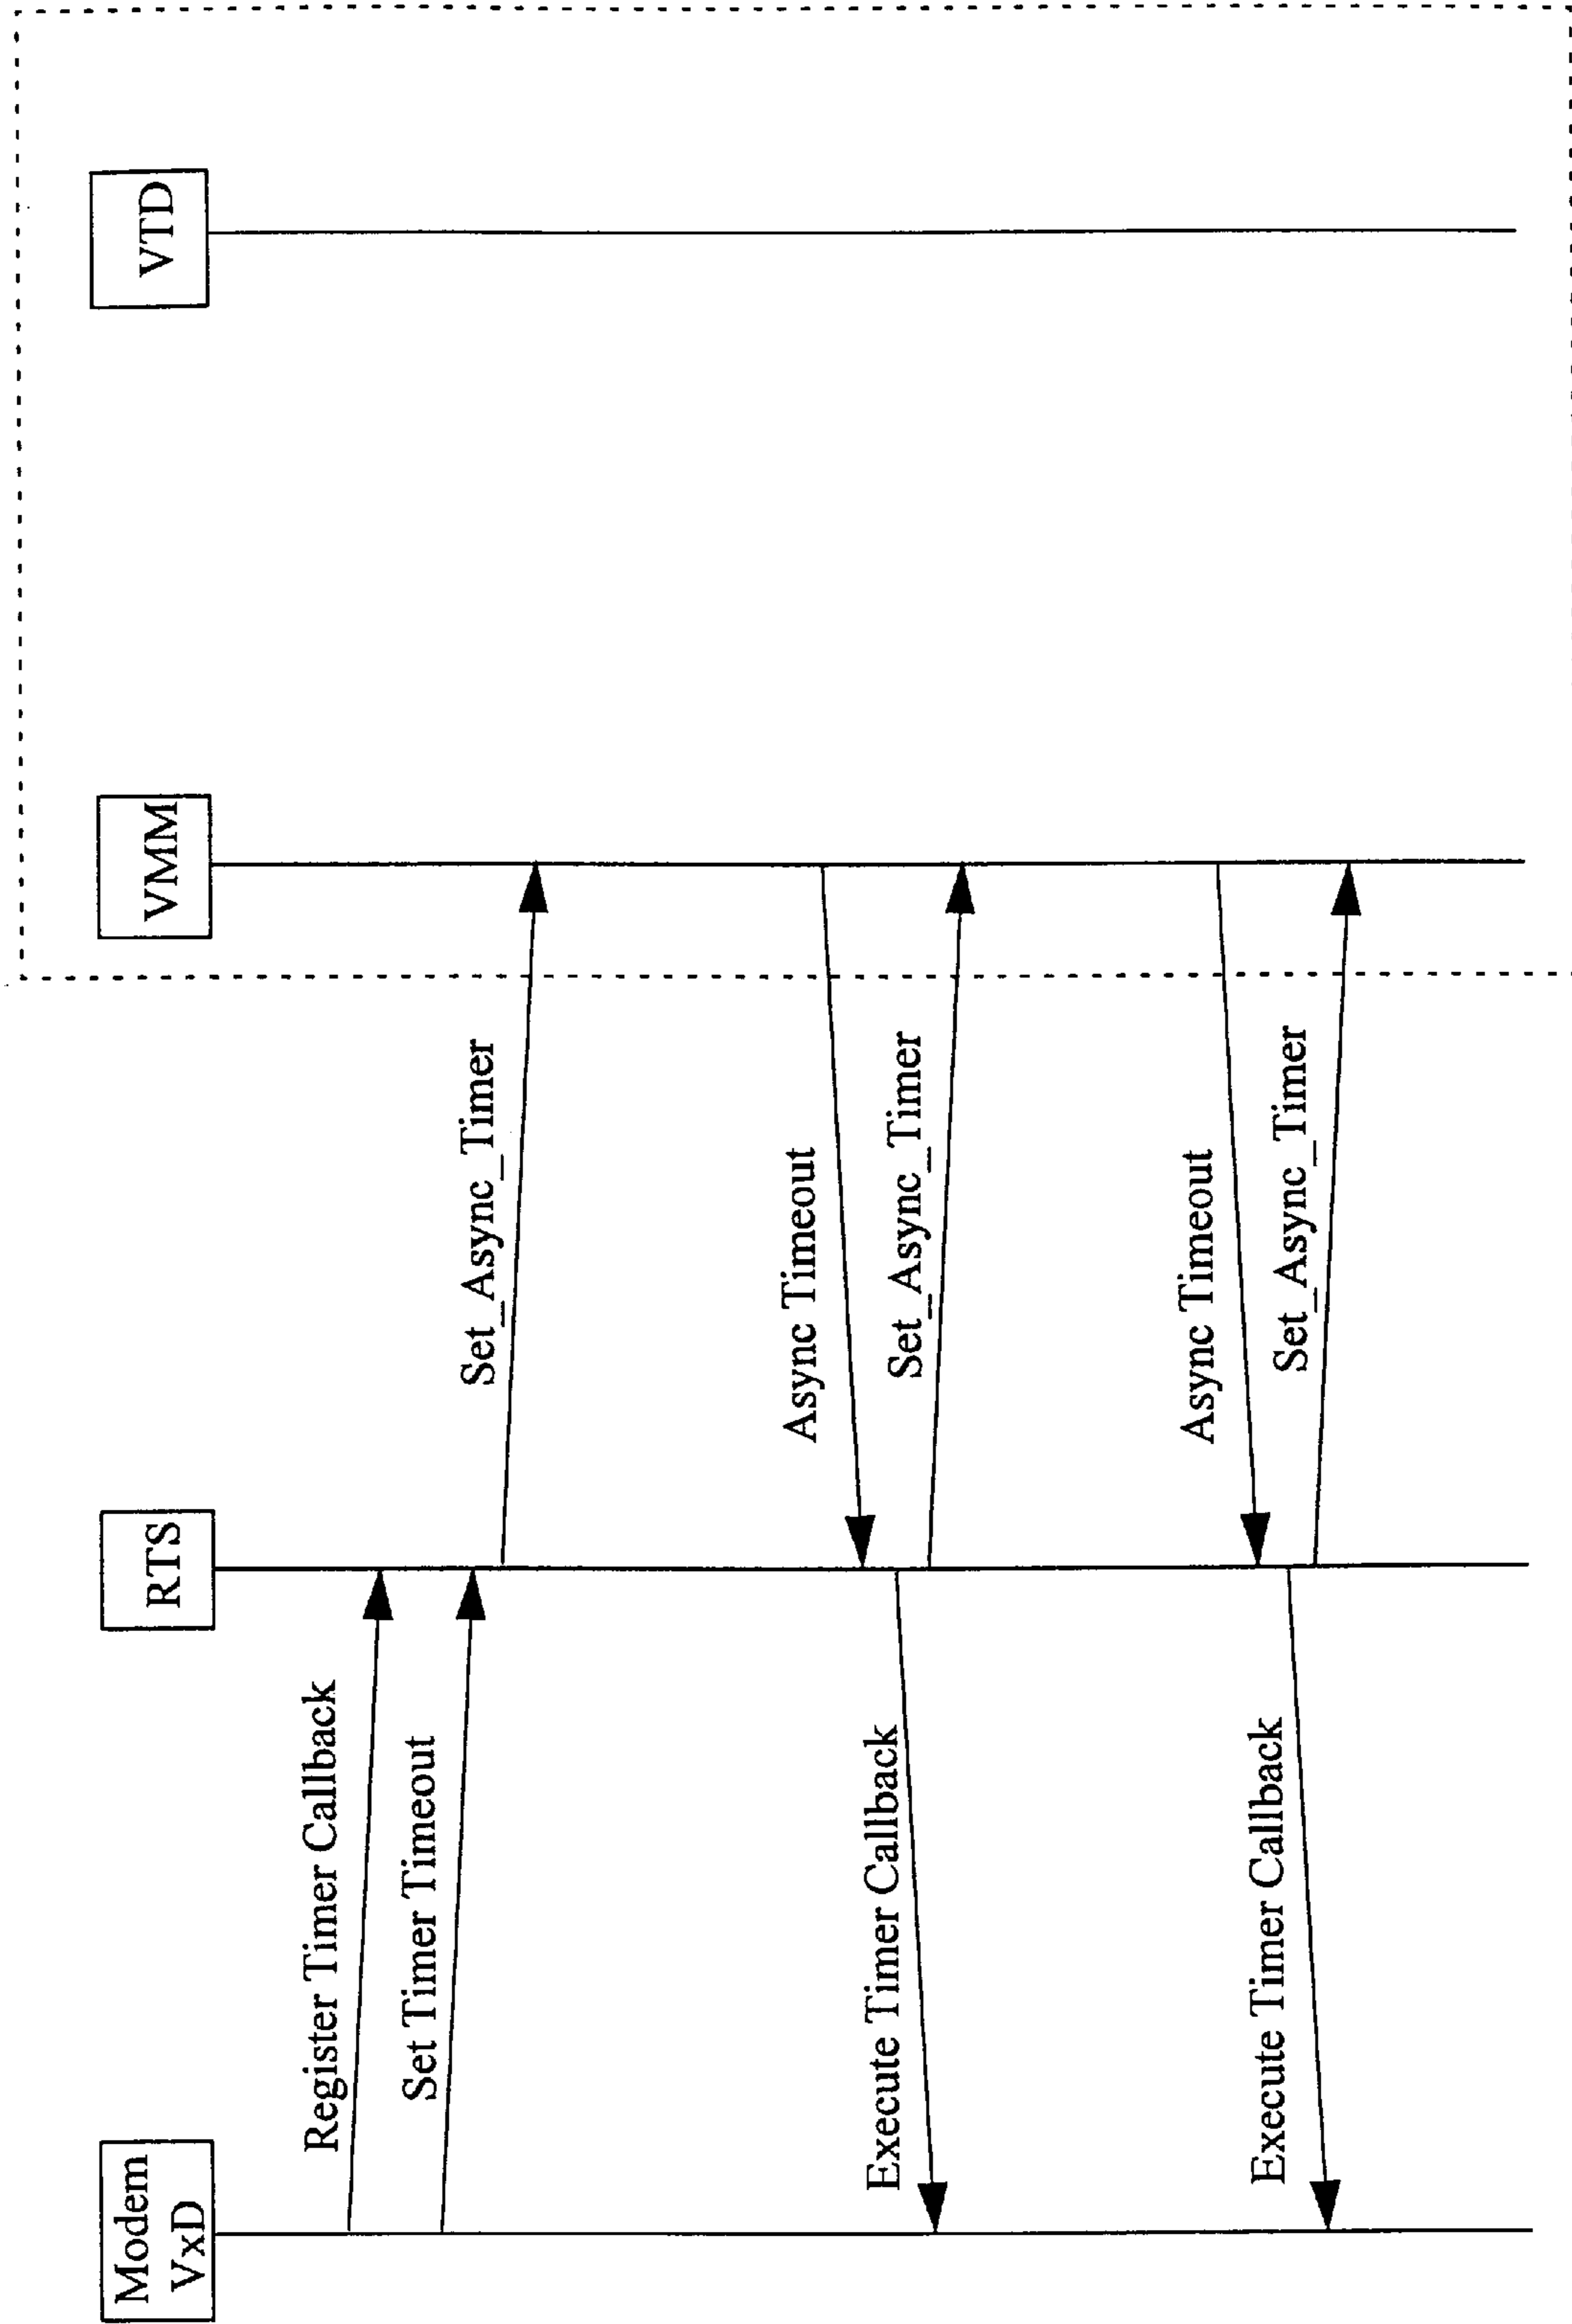 Modem
VxD
RTS
VMM
VTD
Register Timer Callback
Set Timer Timeout
Set_Async_Timer
Async Timeout
Execute Timer Callback
Set_Async_Timer
Async Timeout
Execute Timer Callback
Set_Async_Timer